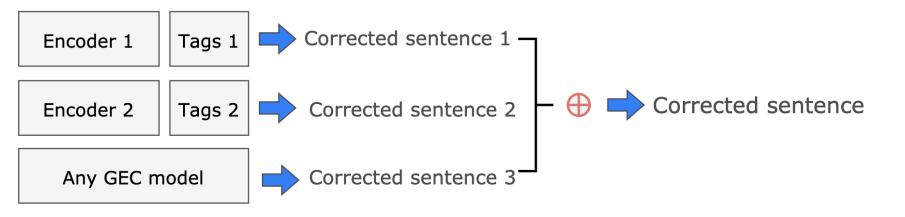 Encoder 1 Tags 1 Corrected sentence 1
Encoder 2 Tags 2 Corrected sentence 2
Corrected sentence
Any GEC model Corrected sentence 3